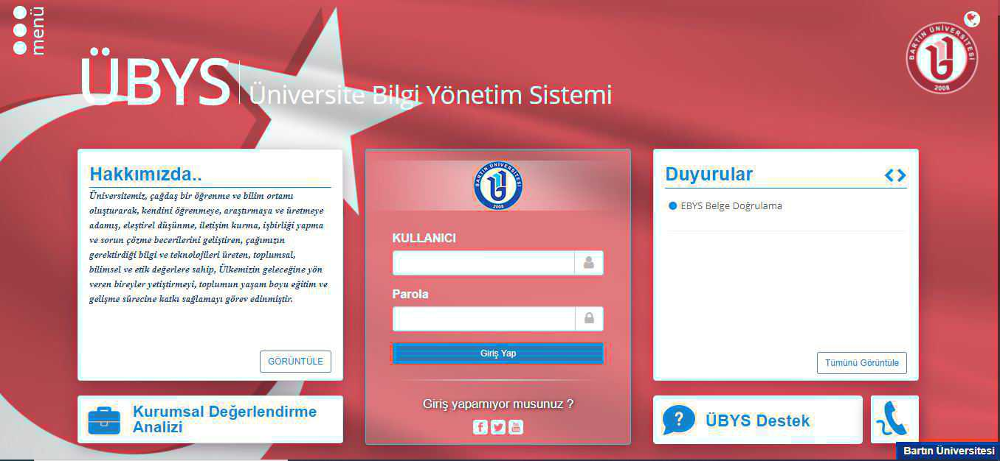 menü
ÜBYS
Üniversite Bilgi Yönetim Sistemi
BARTIN ÜNİVERSİTESİ
2008
Hakkımızda..
Üniversitemiz, çağdaş bir öğrenme ve bilim ortamı
oluşturarak, kendini öğrenmeye, araştırmaya ve üretmeye
adamış, eleştirel düşünme, iletişim kurma, işbirliği yapma
ve sorun çözme becerilerini geliştiren, çağımızın
gerektirdiği bilgi ve teknolojileri üreten, toplumsal,
bilimsel ve etik değerlere sahip, Ülkemizin geleceğine yön
veren bireyler yetiştirmeyi, toplumun yaşam boyu eğitim ve
gelişme sürecine katkı sağlamayı görev edinmiştir.
GÖRÜNTÜLE
Kurumsal Değerlendirme
Analizi
BARTIN ÜNİVERSİTESİ
2008
KULLANICI
Parola
Giriş Yap
Giriş yapamıyor musunuz ?
Duyurular
EBYS Belge Doğrulama
Tümünü Görüntüle
ÜBYS Destek
Bartın Üniversitesi